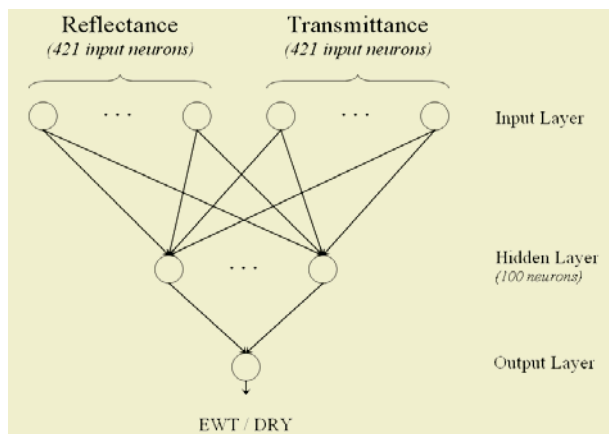 Reflectance
(421 input neurons)
Transmittance
(421 input neurons)
. . .
. . .
Input Layer
. . .
Hidden Layer
(100 neurons)
Output Layer
EWT / DRY